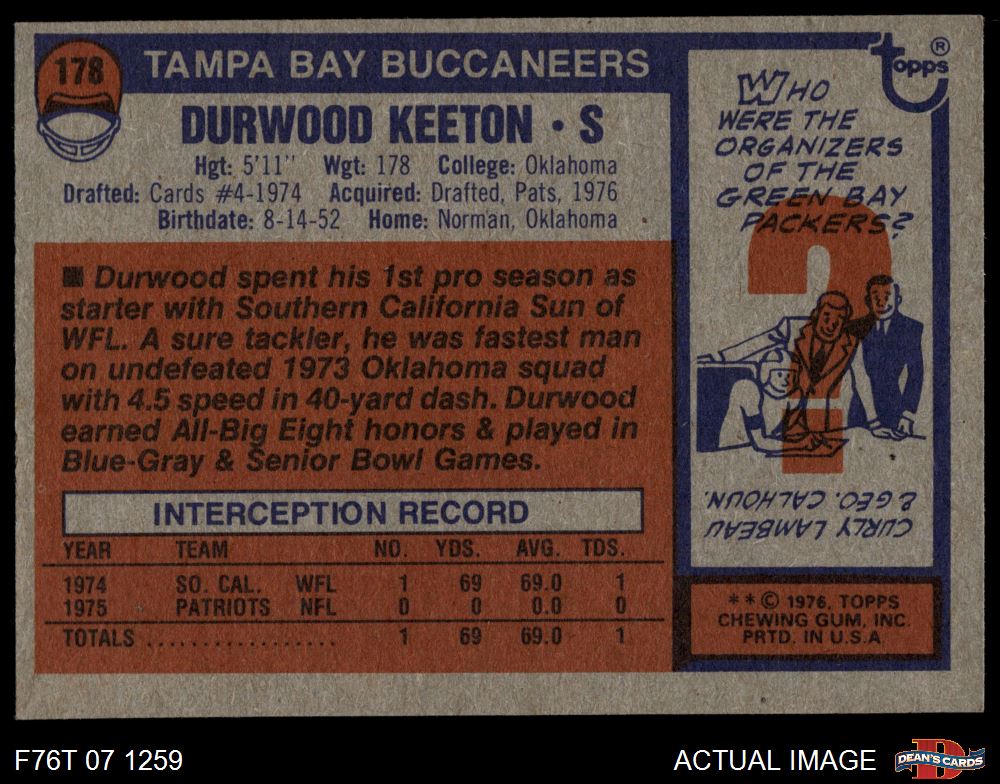 178
TAMPA BAY BUCCANEERS
DURWOOD KEETON • S
Hgt: 5'11" Wgt: 178 College: Oklahoma
Drafted: Cards #4-1974 Acquired: Drafted, Pats, 1976
Birthdate: 8-14-52 Home: Norman, Oklahoma
■ Durwood spent his 1st pro season as
starter with Southern California Sun of
WFL. A sure tackler, he was fastest man
on undefeated 1973 Oklahoma squad
with 4.5 speed in 40-yard dash. Durwood
earned All-Big Eight honors & played in
Blue-Gray & Senior Bowl Games.
INTERCEPTION RECORD
YEAR TEAM NO. YDS. AVG. TDS.
1974 SO. CAL. WFL 1 69 69.0 1
1975 PATRIOTS NFL 0 0 0.0 0
TOTALS .................. 1 69 69.0 1
topps®
WHO
WERE THE
ORGANIZERS
OF THE
GREEN BAY
PACKERS?
?
CURLY LAMBEAU
& GEO. CALHOUN.
** © 1976, TOPPS
CHEWING GUM, INC.
PRTD. IN U.S.A
F76T 07 1259
ACTUAL IMAGE
D
DEAN'S CARDS